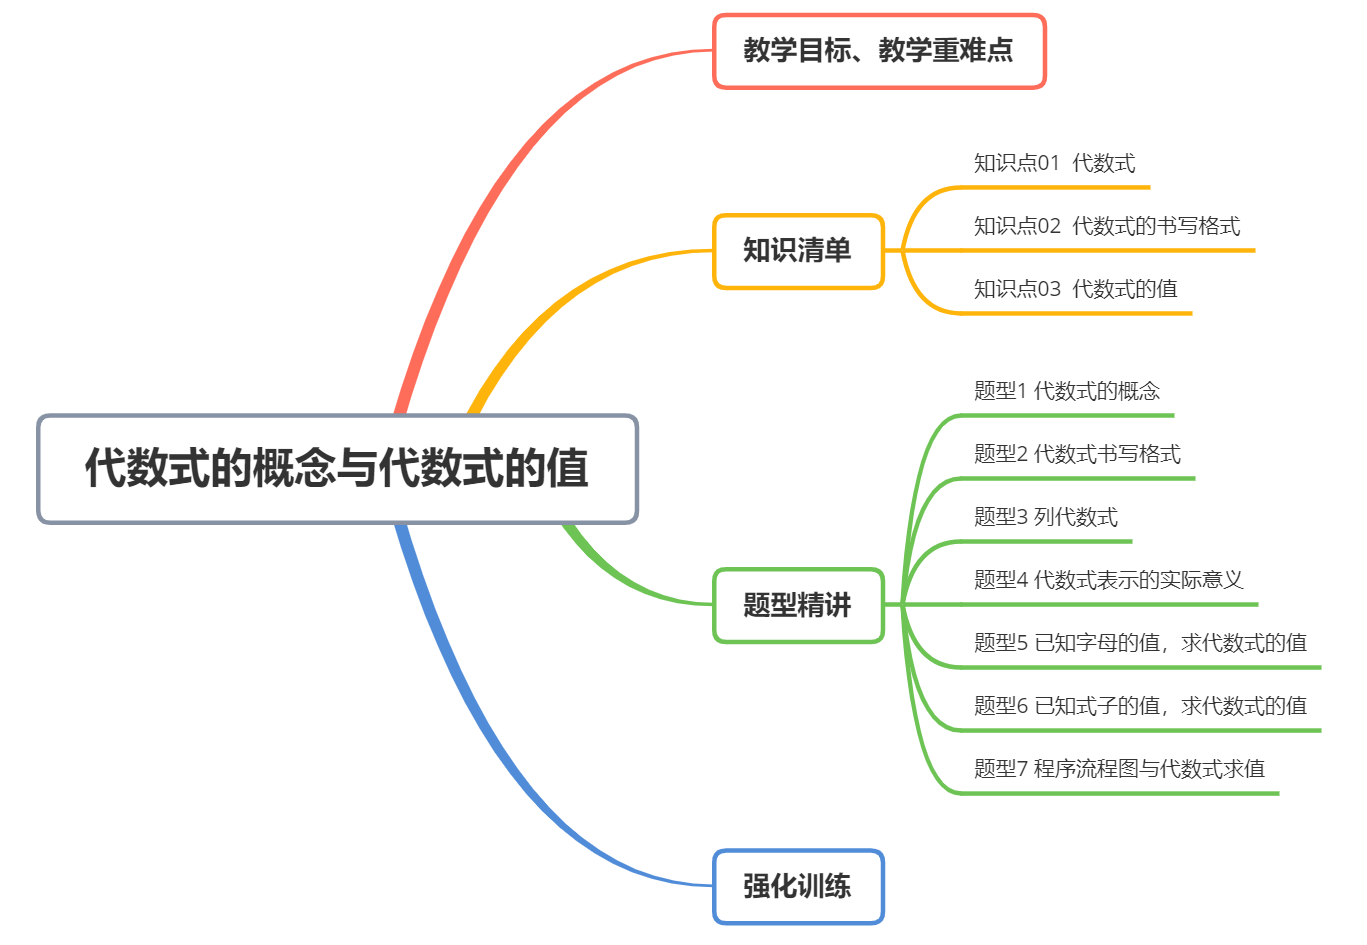 教学目标、教学重难点
知识清单
知识点01 代数式
知识点02 代数式的书写格式
知识点03 代数式的值
代数式的概念与代数式的值
题型精讲
题型1 代数式的概念
题型2 代数式书写格式
题型3 列代数式
题型4 代数式表示的实际意义
题型5 已知字母的值，求代数式的值
题型6 已知式子的值，求代数式的值
题型7 程序流程图与代数式求值
强化训练